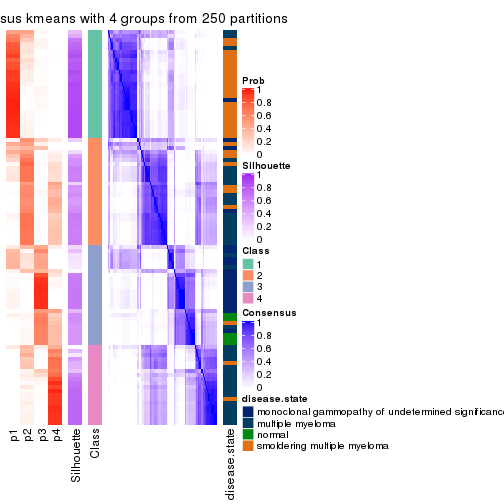 sus kmeans with 4 groups from 250 partitions
Prob
1
0.8
0.6
0.4
0.2
0
Silhouette
1
0.8
0.6
0.4
0.2
0
Class
1
2
3
4
Consensus
1
0.8
0.6
0.4
0.2
0
disease.state
monoclonal gammopathy of undetermined significance
multiple myeloma
normal
smoldering multiple myeloma
p1
p2
p3
p4
Silhouette
Class
disease.state